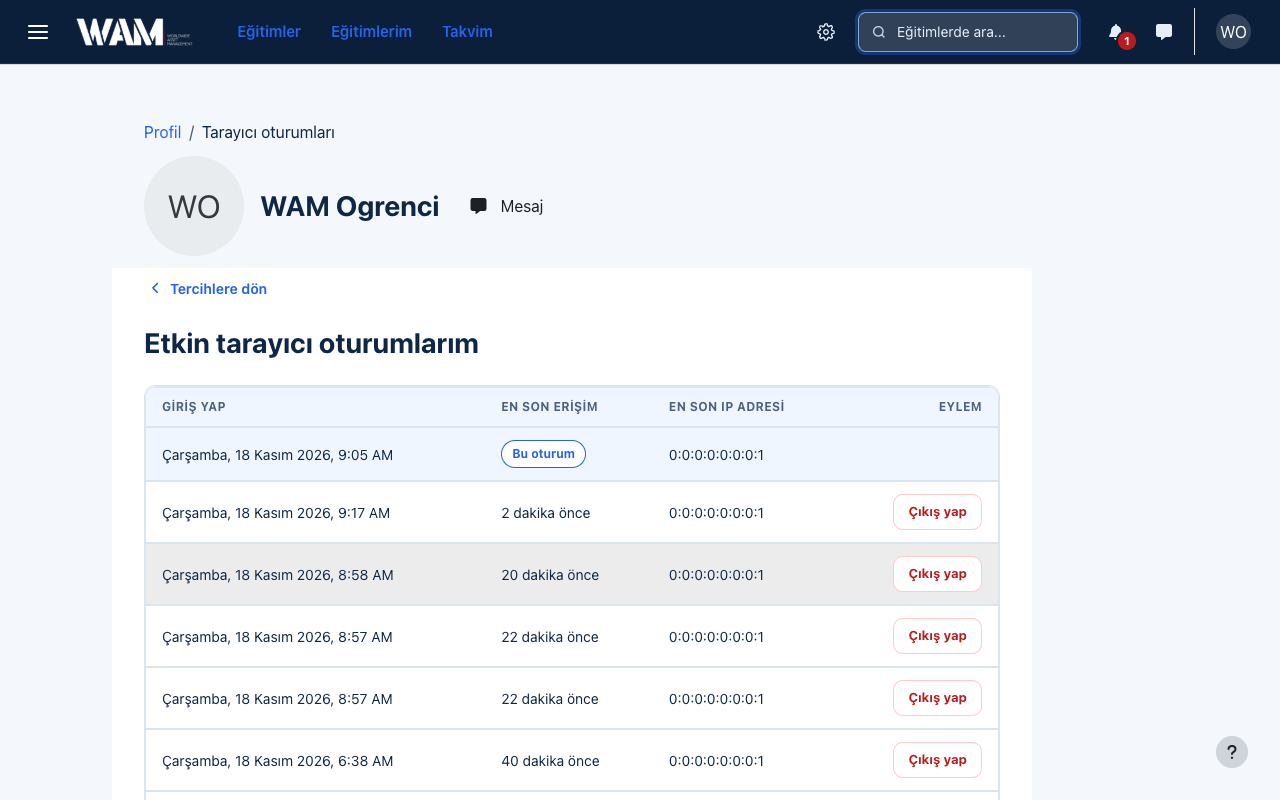 WAM
WORLDWIDE
ASSET
MANAGEMENT
Eğitimler
Eğitimlerim
Takvim
Eğitimlerde ara...
1
WO
Profil / Tarayıcı oturumları
WO
WAM Ogrenci
Mesaj
Tercihlere dön
Etkin tarayıcı oturumlarım
GİRİŞ YAP EN SON ERİŞİM EN SON IP ADRESİ EYLEM
Çarşamba, 18 Kasım 2026, 9:05 AM Bu oturum 0:0:0:0:0:0:0:1
Çarşamba, 18 Kasım 2026, 9:17 AM 2 dakika önce 0:0:0:0:0:0:0:1 Çıkış yap
Çarşamba, 18 Kasım 2026, 8:58 AM 20 dakika önce 0:0:0:0:0:0:0:1 Çıkış yap
Çarşamba, 18 Kasım 2026, 8:57 AM 22 dakika önce 0:0:0:0:0:0:0:1 Çıkış yap
Çarşamba, 18 Kasım 2026, 8:57 AM 22 dakika önce 0:0:0:0:0:0:0:1 Çıkış yap
Çarşamba, 18 Kasım 2026, 6:38 AM 40 dakika önce 0:0:0:0:0:0:0:1 Çıkış yap
?